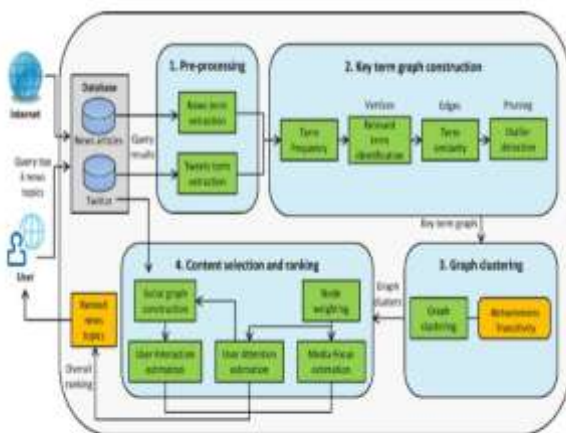 Internet
Database
News articles
Twitter
Query top
k news
topics
User
Query
results
1. Pre-processing
News term
extraction
Tweets term
extraction
2. Key term graph construction
Vertices
Edges
Pruning
Term
frequency
Relevant
term
identification
Term
similarity
Outlier
detection
Key term graph
3. Graph clustering
Graph
clustering
Betweenness
Transitivity
Graph
clusters
4. Content selection and ranking
Social graph
construction
Node
weighting
User Interaction
estimation
User Attention
estimation
Media Focus
estimation
Overall
ranking
Ranked
news
topics